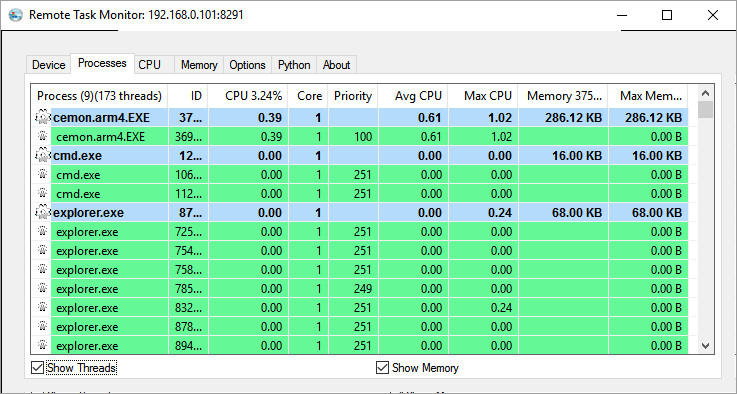 Remote Task Monitor: 192.168.0.101:8291
Device Processes CPU Memory Options Python About
Process (9)(173 threads) ID CPU 3.24% Core Priority Avg CPU Max CPU Memory 375... Max Mem...
cemon.arm4.EXE 37... 0.39 1 0.61 1.02 286.12 KB 286.12 KB
cemon.arm4.EXE 369... 0.39 1 100 0.61 1.02 0.00 B
cmd.exe 12... 0.00 1 0.00 0.00 16.00 KB 16.00 KB
cmd.exe 106... 0.00 1 251 0.00 0.00 0.00 B
cmd.exe 112... 0.00 1 251 0.00 0.00 0.00 B
explorer.exe 87... 0.00 1 0.00 0.24 68.00 KB 68.00 KB
explorer.exe 725... 0.00 1 251 0.00 0.00 0.00 B
explorer.exe 754... 0.00 1 251 0.00 0.00 0.00 B
explorer.exe 758... 0.00 1 251 0.00 0.00 0.00 B
explorer.exe 785... 0.00 1 249 0.00 0.00 0.00 B
explorer.exe 832... 0.00 1 251 0.00 0.24 0.00 B
explorer.exe 878... 0.00 1 251 0.00 0.00 0.00 B
explorer.exe 894... 0.00 1 251 0.00 0.00 0.00 B
Show Threads Show Memory